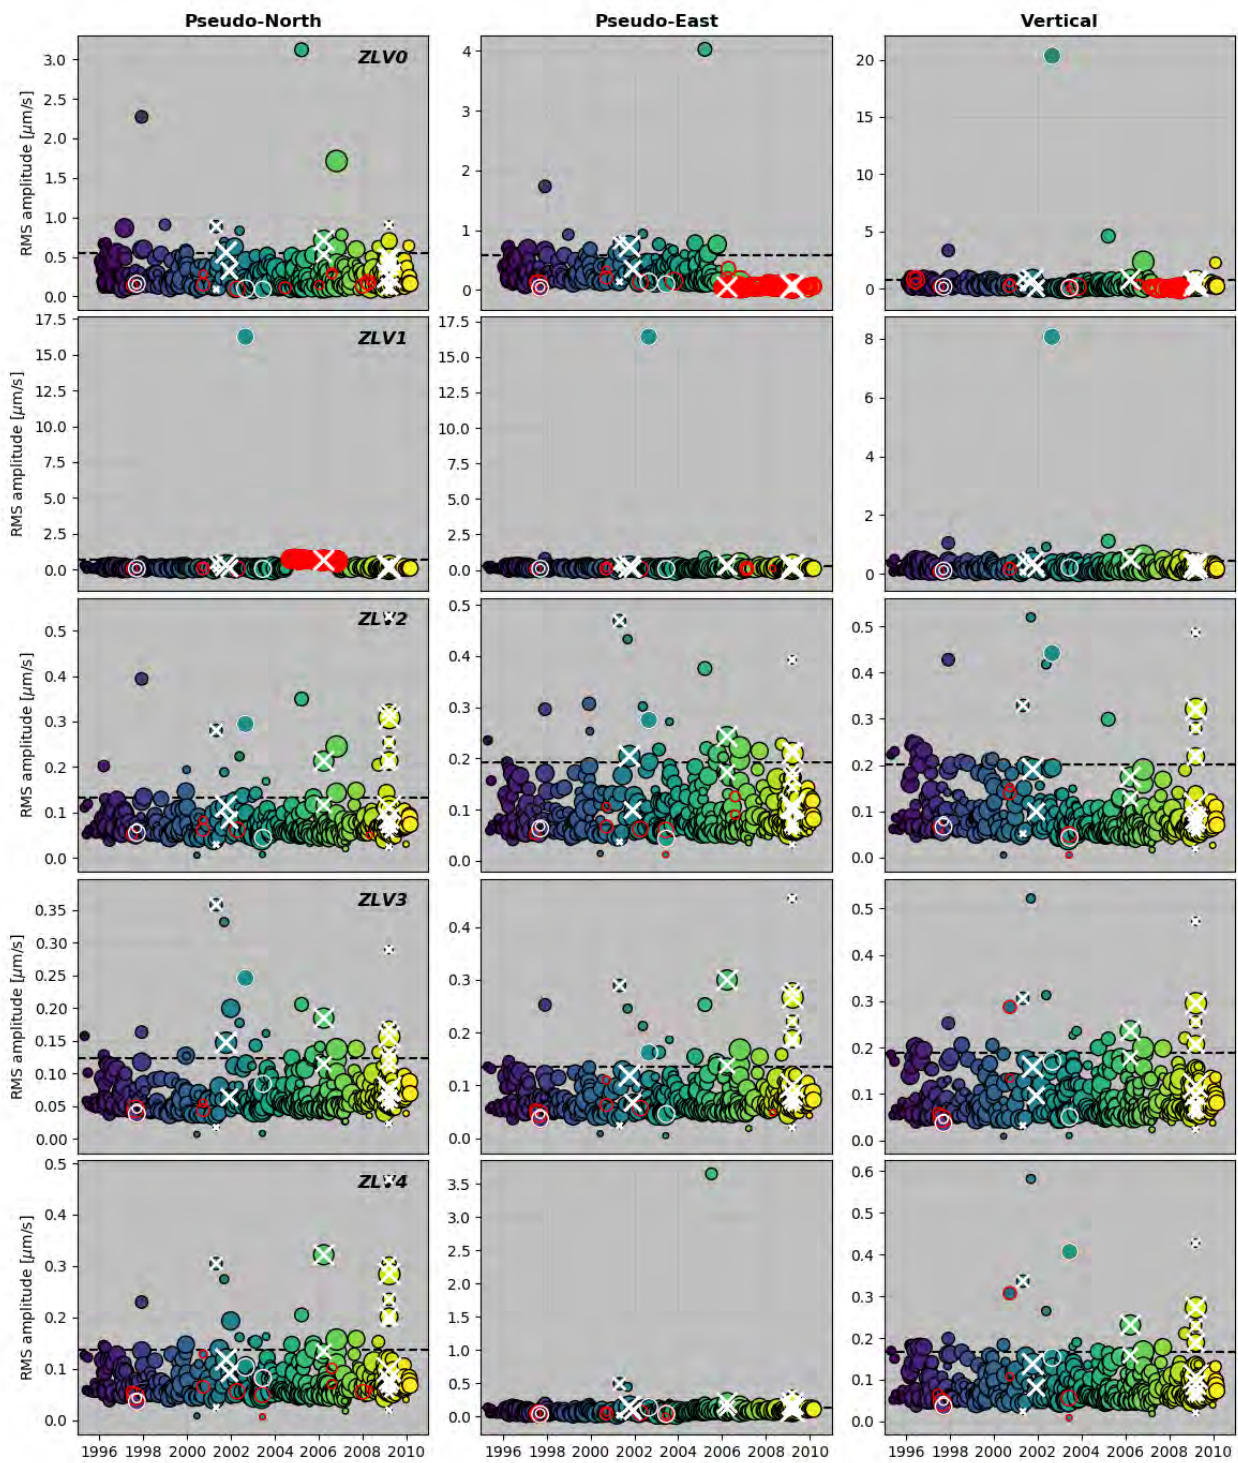 Pseudo-North Pseudo-East Vertical
ZLV0
RMS amplitude [μm/s]
3.0 2.5 2.0 1.5 1.0 0.5 0.0
4 3 2 1 0
20 15 10 5 0
ZLV1
RMS amplitude [μm/s]
17.5 15.0 12.5 10.0 7.5 5.0 2.5 0.0
17.5 15.0 12.5 10.0 7.5 5.0 2.5 0.0
8 6 4 2 0
ZLV2
RMS amplitude [μm/s]
0.5 0.4 0.3 0.2 0.1 0.0
0.5 0.4 0.3 0.2 0.1 0.0
0.5 0.4 0.3 0.2 0.1 0.0
ZLV3
RMS amplitude [μm/s]
0.35 0.30 0.25 0.20 0.15 0.10 0.05 0.00
0.4 0.3 0.2 0.1 0.0
0.5 0.4 0.3 0.2 0.1 0.0
ZLV4
RMS amplitude [μm/s]
0.5 0.4 0.3 0.2 0.1 0.0
3.5 3.0 2.5 2.0 1.5 1.0 0.5 0.0
0.6 0.5 0.4 0.3 0.2 0.1 0.0
1996 1998 2000 2002 2004 2006 2008 2010 1996 1998 2000 2002 2004 2006 2008 2010 1996 1998 2000 2002 2004 2006 2008 2010